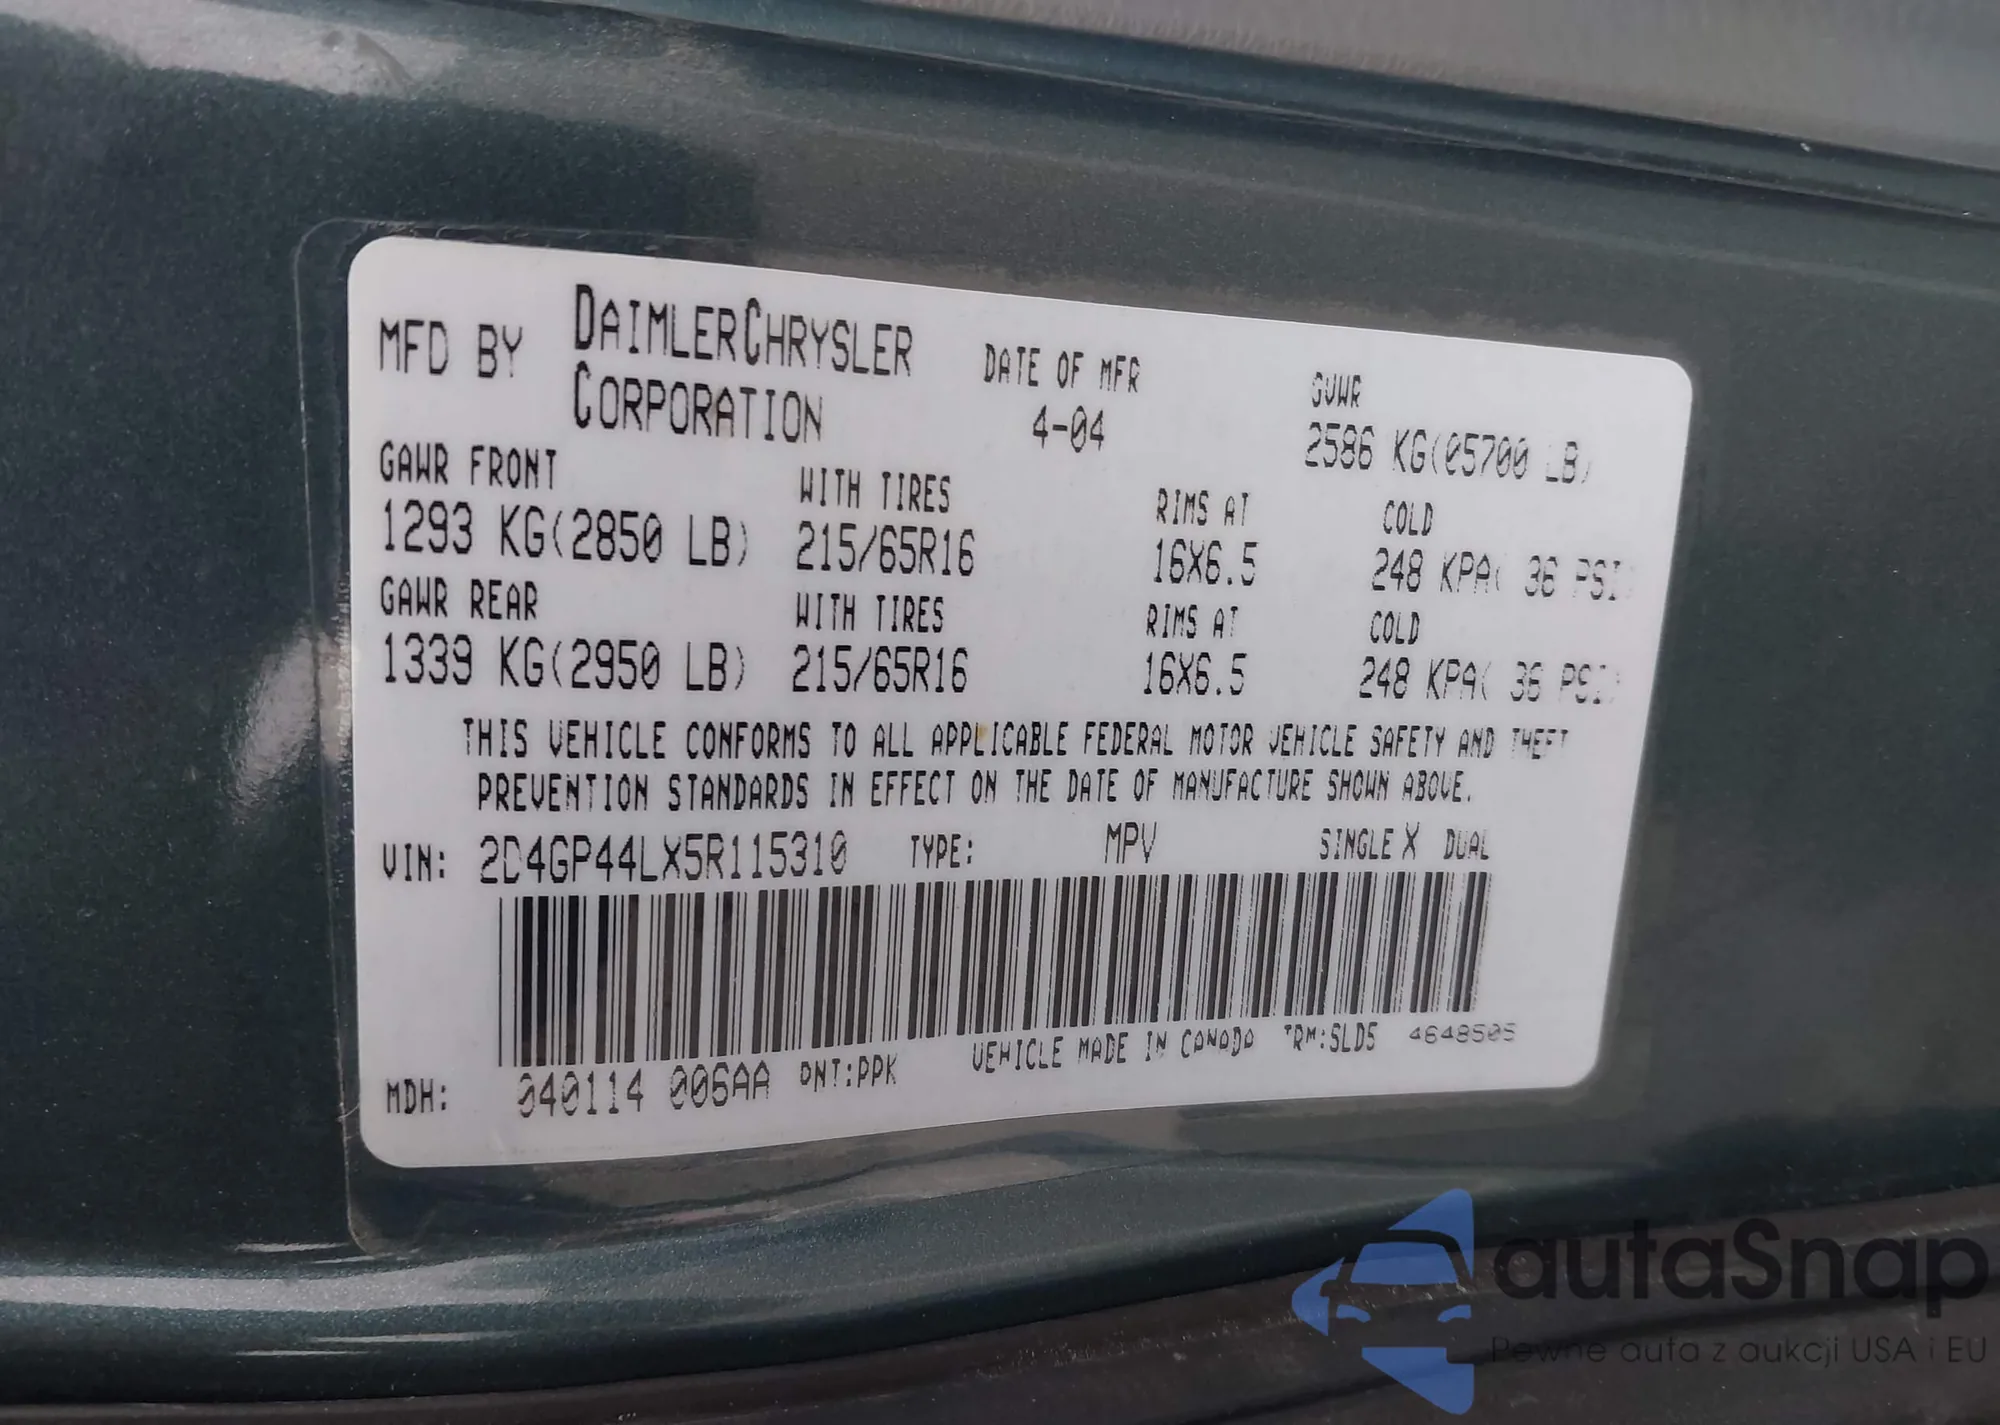 MFD BY DAIMLERCHRYSLER CORPORATION DATE OF MFR 4-04 GVWR 2586 KG(05700 LB)
GAWR FRONT WITH TIRES RIMS AT COLD
1293 KG(2850 LB) 215/65R16 16X6.5 248 KPA( 36 PSI)
GAWR REAR WITH TIRES RIMS AT COLD
1339 KG(2950 LB) 215/65R16 16X6.5 248 KPA( 36 PSI)
THIS VEHICLE CONFORMS TO ALL APPLICABLE FEDERAL MOTOR VEHICLE SAFETY AND THEFT
PREVENTION STANDARDS IN EFFECT ON THE DATE OF MANUFACTURE SHOWN ABOVE.
VIN: 2D4GP44LX5R115310 TYPE: MPV SINGLE X DUAL
MDH: 040114 006AA PNT:PPK VEHICLE MADE IN CANADA TRM:SLD5 4648505
autaSnap
Pewne auta z aukcji USA i EU